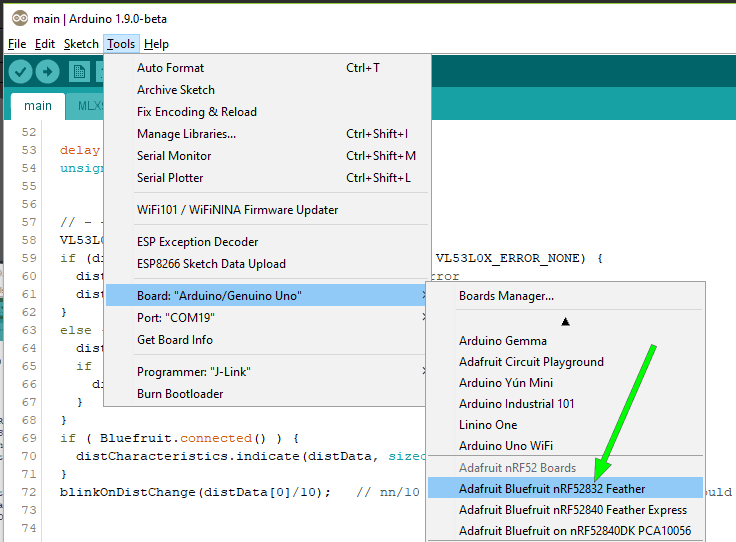 main | Arduino 1.9.0-beta
File Edit Sketch Tools Help
main MLX
Auto Format Ctrl+T
Archive Sketch
Fix Encoding & Reload
Manage Libraries... Ctrl+Shift+I
Serial Monitor Ctrl+Shift+M
Serial Plotter Ctrl+Shift+L
WiFi101 / WiFiNINA Firmware Updater
ESP Exception Decoder
ESP8266 Sketch Data Upload
Board: "Arduino/Genuino Uno"
Port: "COM19"
Get Board Info
Programmer: "J-Link"
Burn Bootloader
52
53 delay
54 unsign
55
56
57 // - -
58 VL53L0
59 if (di VL53L0X_ERROR_NONE) {
60 dist rror
61 dist
62 }
63 else {
64 dist
65 if
66 di
67 }
68 }
69 if ( Bluefruit.connected() ) {
70 distCharacteristics.indicate(distData, sizeo
71 }
72 blinkOnDistChange(distData[0]/10); // nn/10 ould
73
74
Boards Manager...
Arduino Gemma
Adafruit Circuit Playground
Arduino Yún Mini
Arduino Industrial 101
Linino One
Arduino Uno WiFi
Adafruit nRF52 Boards
Adafruit Bluefruit nRF52832 Feather
Adafruit Bluefruit nRF52840 Feather Express
Adafruit Bluefruit on nRF52840DK PCA10056